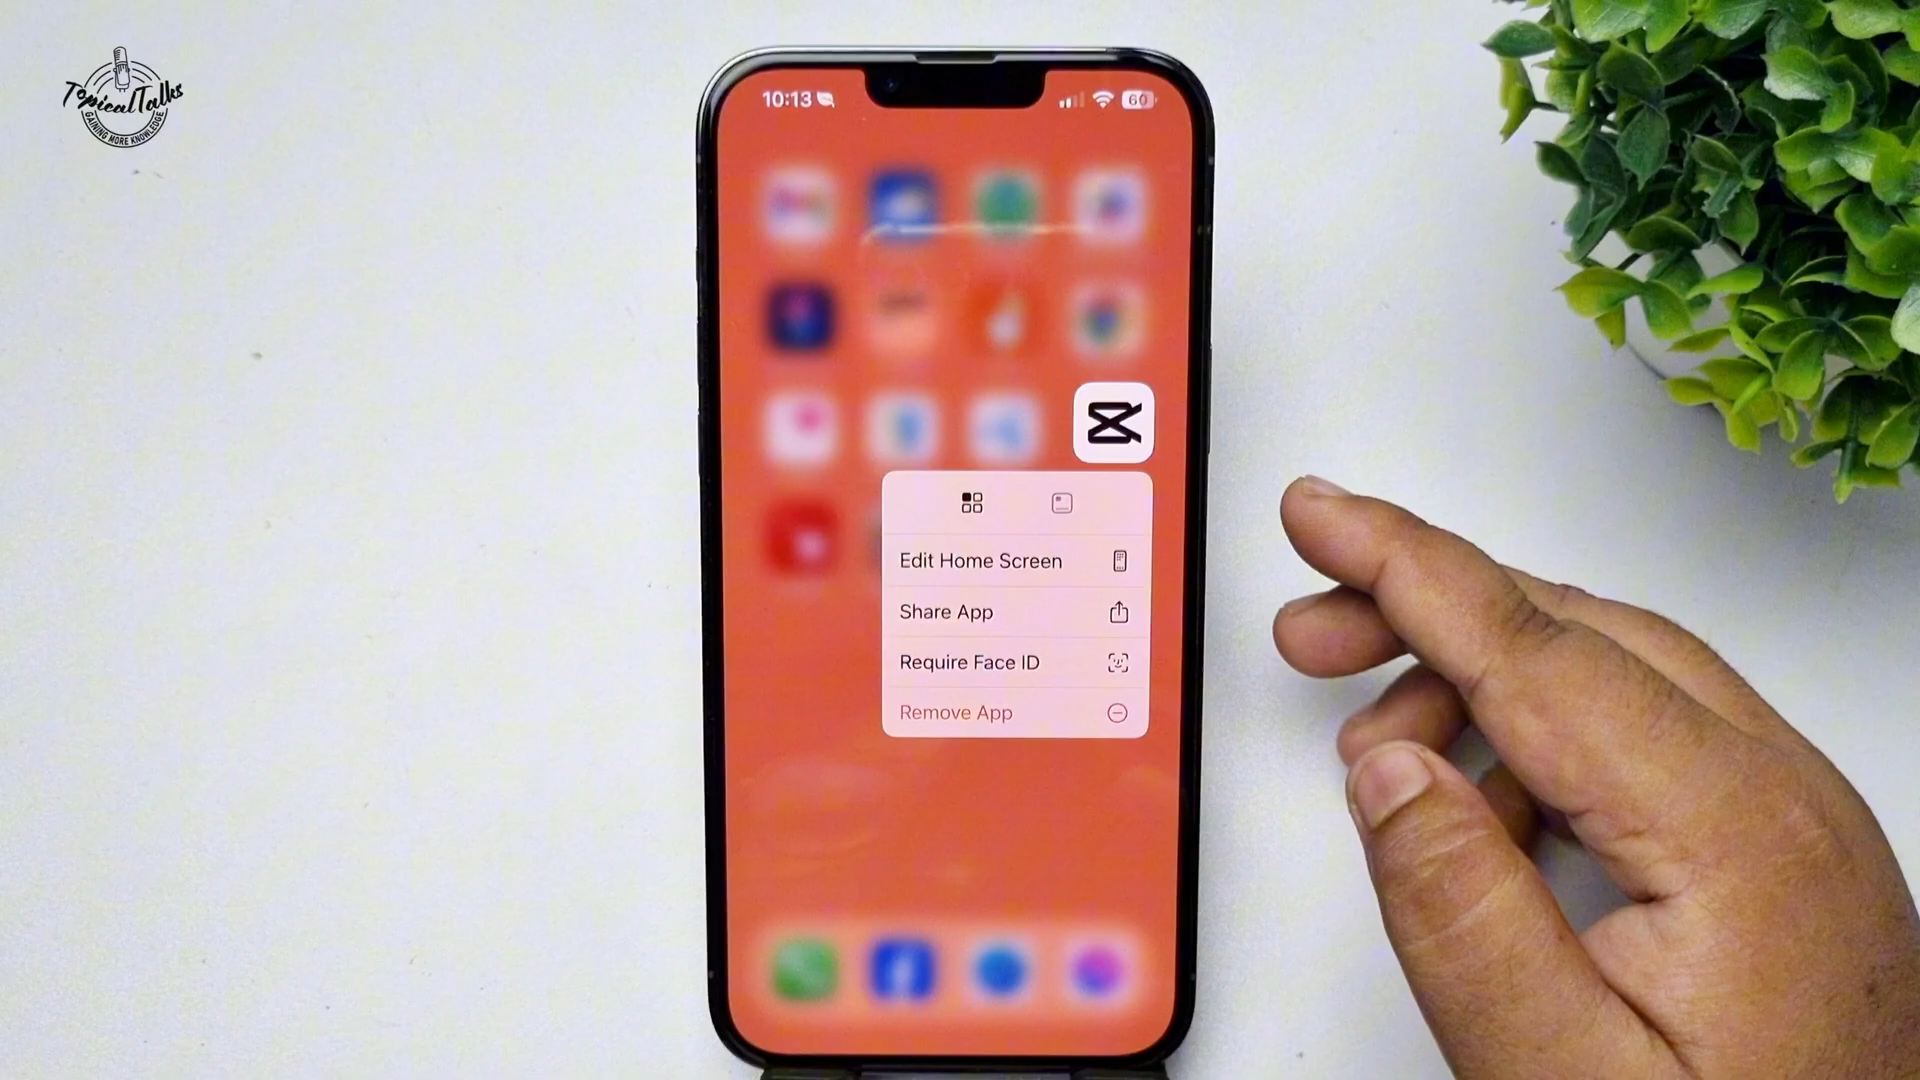 TopicalTalks
GAINING MORE KNOWLEDGE
10:13
60
Edit Home Screen
Share App
Require Face ID
Remove App